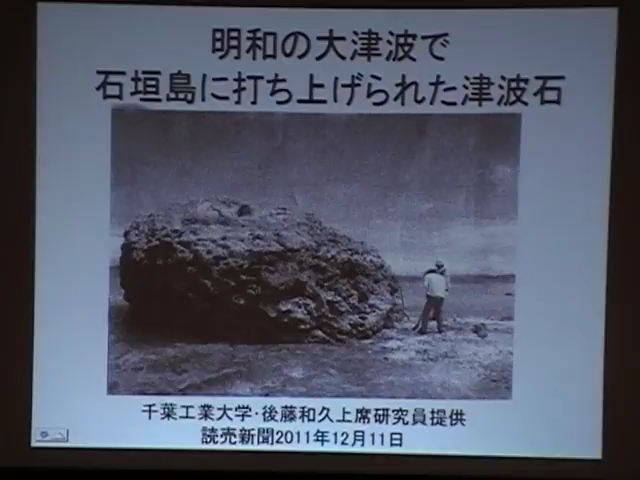 明和の大津波で
石垣島に打ち上げられた津波石
千葉工業大学・後藤和久上席研究員提供
読売新聞2011年12月11日